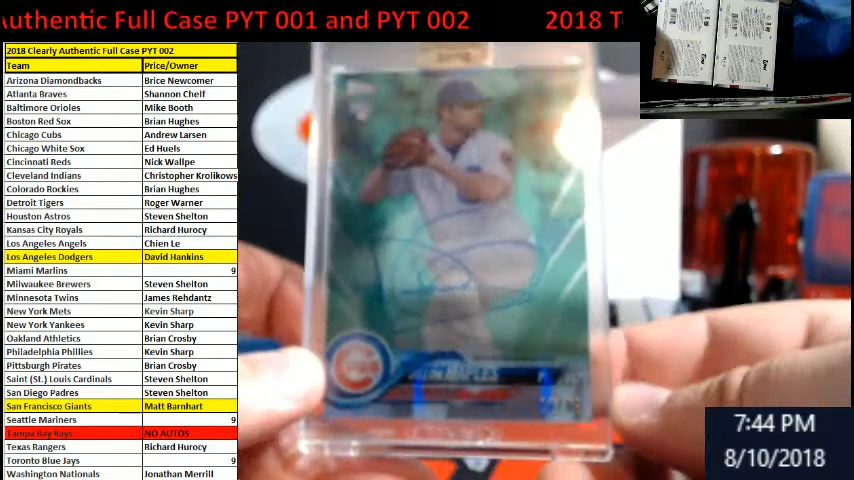 uthentic Full Case PYT 001 and PYT 002 2018 T
2018 Clearly Authentic Full Case PYT 002
Team Price/Owner
Arizona Diamondbacks Brice Newcomer
Atlanta Braves Shannon Chelf
Baltimore Orioles Mike Booth
Boston Red Sox Brian Hughes
Chicago Cubs Andrew Larsen
Chicago White Sox Ed Huels
Cincinnati Reds Nick Wallpe
Cleveland Indians Christopher Krolikows
Colorado Rockies Brian Hughes
Detroit Tigers Roger Warner
Houston Astros Steven Shelton
Kansas City Royals Richard Hurocy
Los Angeles Angels Chien Le
Los Angeles Dodgers David Hankins
Miami Marlins 9
Milwaukee Brewers Steven Shelton
Minnesota Twins James Rehdantz
New York Mets Kevin Sharp
New York Yankees Kevin Sharp
Oakland Athletics Brian Crosby
Philadelphia Phillies Kevin Sharp
Pittsburgh Pirates Brian Crosby
Saint (St.) Louis Cardinals Steven Shelton
San Diego Padres Steven Shelton
San Francisco Giants Matt Barnhart
Seattle Mariners 9
Tampa Bay Rays NO AUTOS
Texas Rangers Richard Hurocy
Toronto Blue Jays 9
Washington Nationals Jonathan Merrill
7:44 PM
8/10/2018